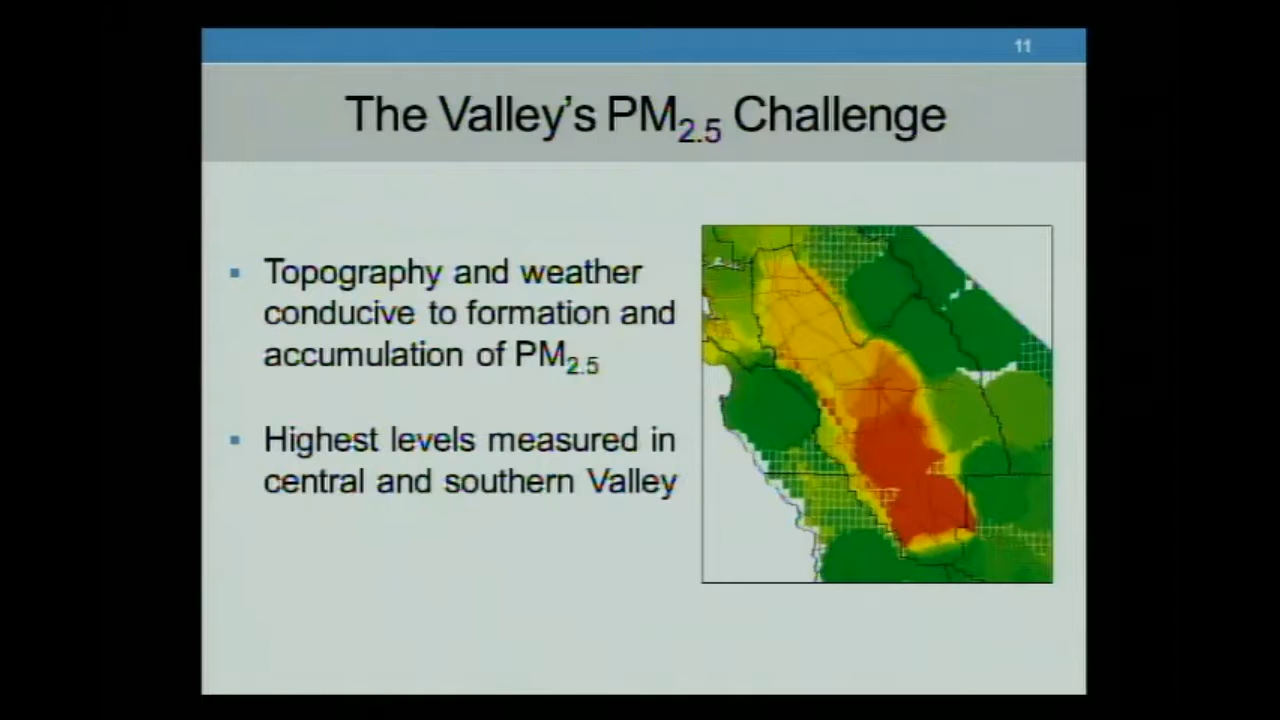 11
The Valley's PM2.5 Challenge
▪ Topography and weather
conducive to formation and
accumulation of PM2.5
▪ Highest levels measured in
central and southern Valley